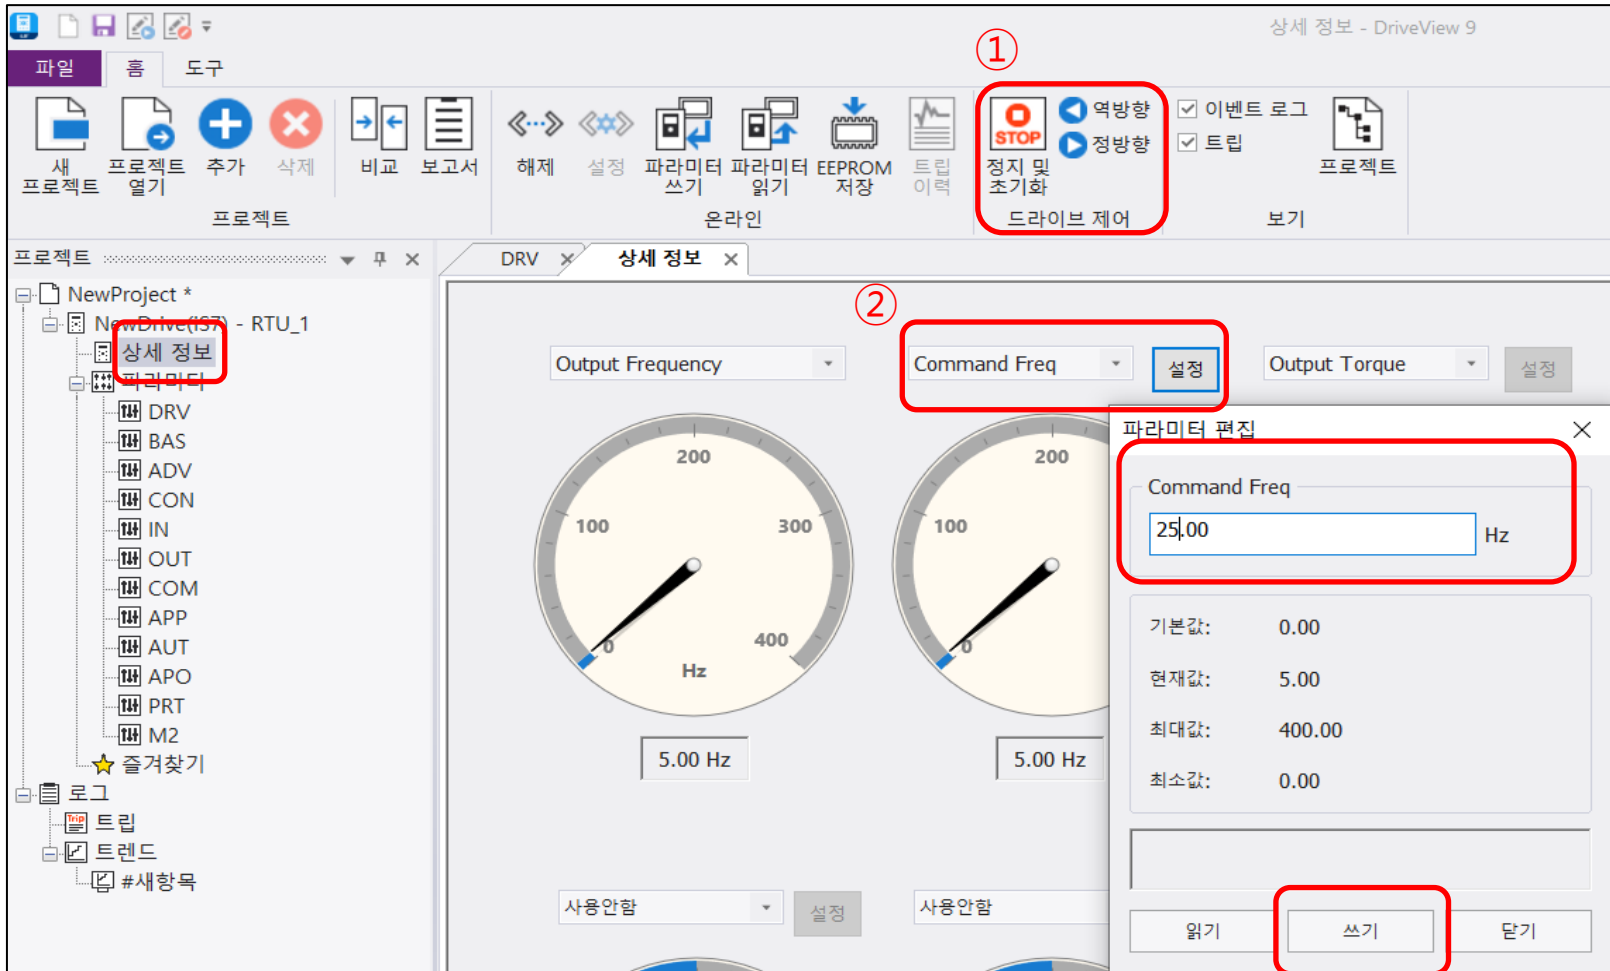 상세 정보 - DriveView 9
①
파일 홈 도구
STOP
역방향
정방향
이벤트 로그
트립
새
프로젝트
프로젝트
열기
추가
삭제
비교
보고서
해제
설정
파라미터
쓰기
파라미터
읽기
EEPROM
저장
트립
이력
정지 및
초기화
프로젝트
프로젝트 온라인 드라이브 제어 보기
프로젝트
DRV 상세 정보
NewProject *
NewDrive(iS7) - RTU_1
상세 정보
파라미터
DRV
BAS
ADV
CON
IN
OUT
COM
APP
AUT
APO
PRT
M2
즐겨찾기
로그
Trip 트립
트렌드
#새항목
②
Output Frequency
Command Freq 설정
Output Torque 설정
0
100
200
300
400
Hz
5.00 Hz
0
100
200
5.00 Hz
사용안함 설정
사용안함
파라미터 편집
Command Freq
25.00 Hz
기본값: 0.00
현재값: 5.00
최대값: 400.00
최소값: 0.00
읽기 쓰기 닫기